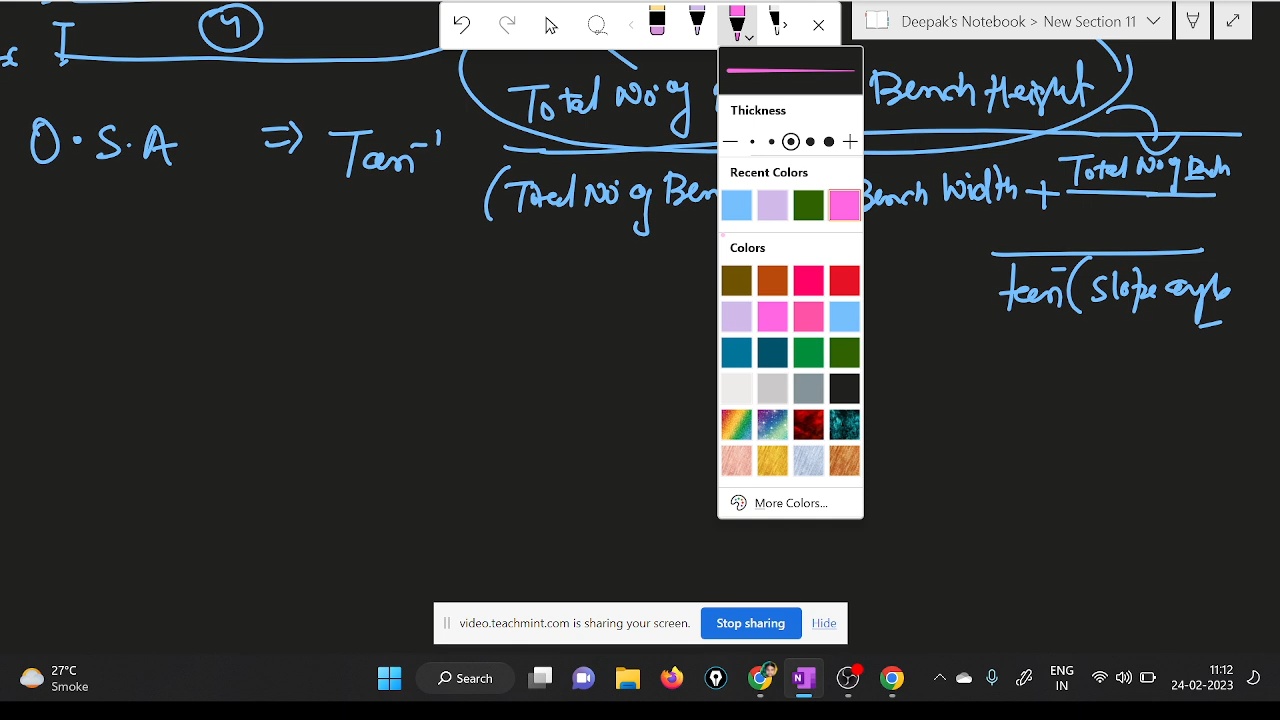 4
Deepak's Notebook > New Section 11
Total No of Bench Height
O.S.A => Tan⁻¹
(Total No of Ben Bench Width + Total No of Bench
tan⁻(Slope angle
Thickness
Recent Colors
Colors
More Colors...
video.teachmint.com is sharing your screen. Stop sharing Hide
27°C
Smoke
Search
ENG
IN
11:12
24-02-2023